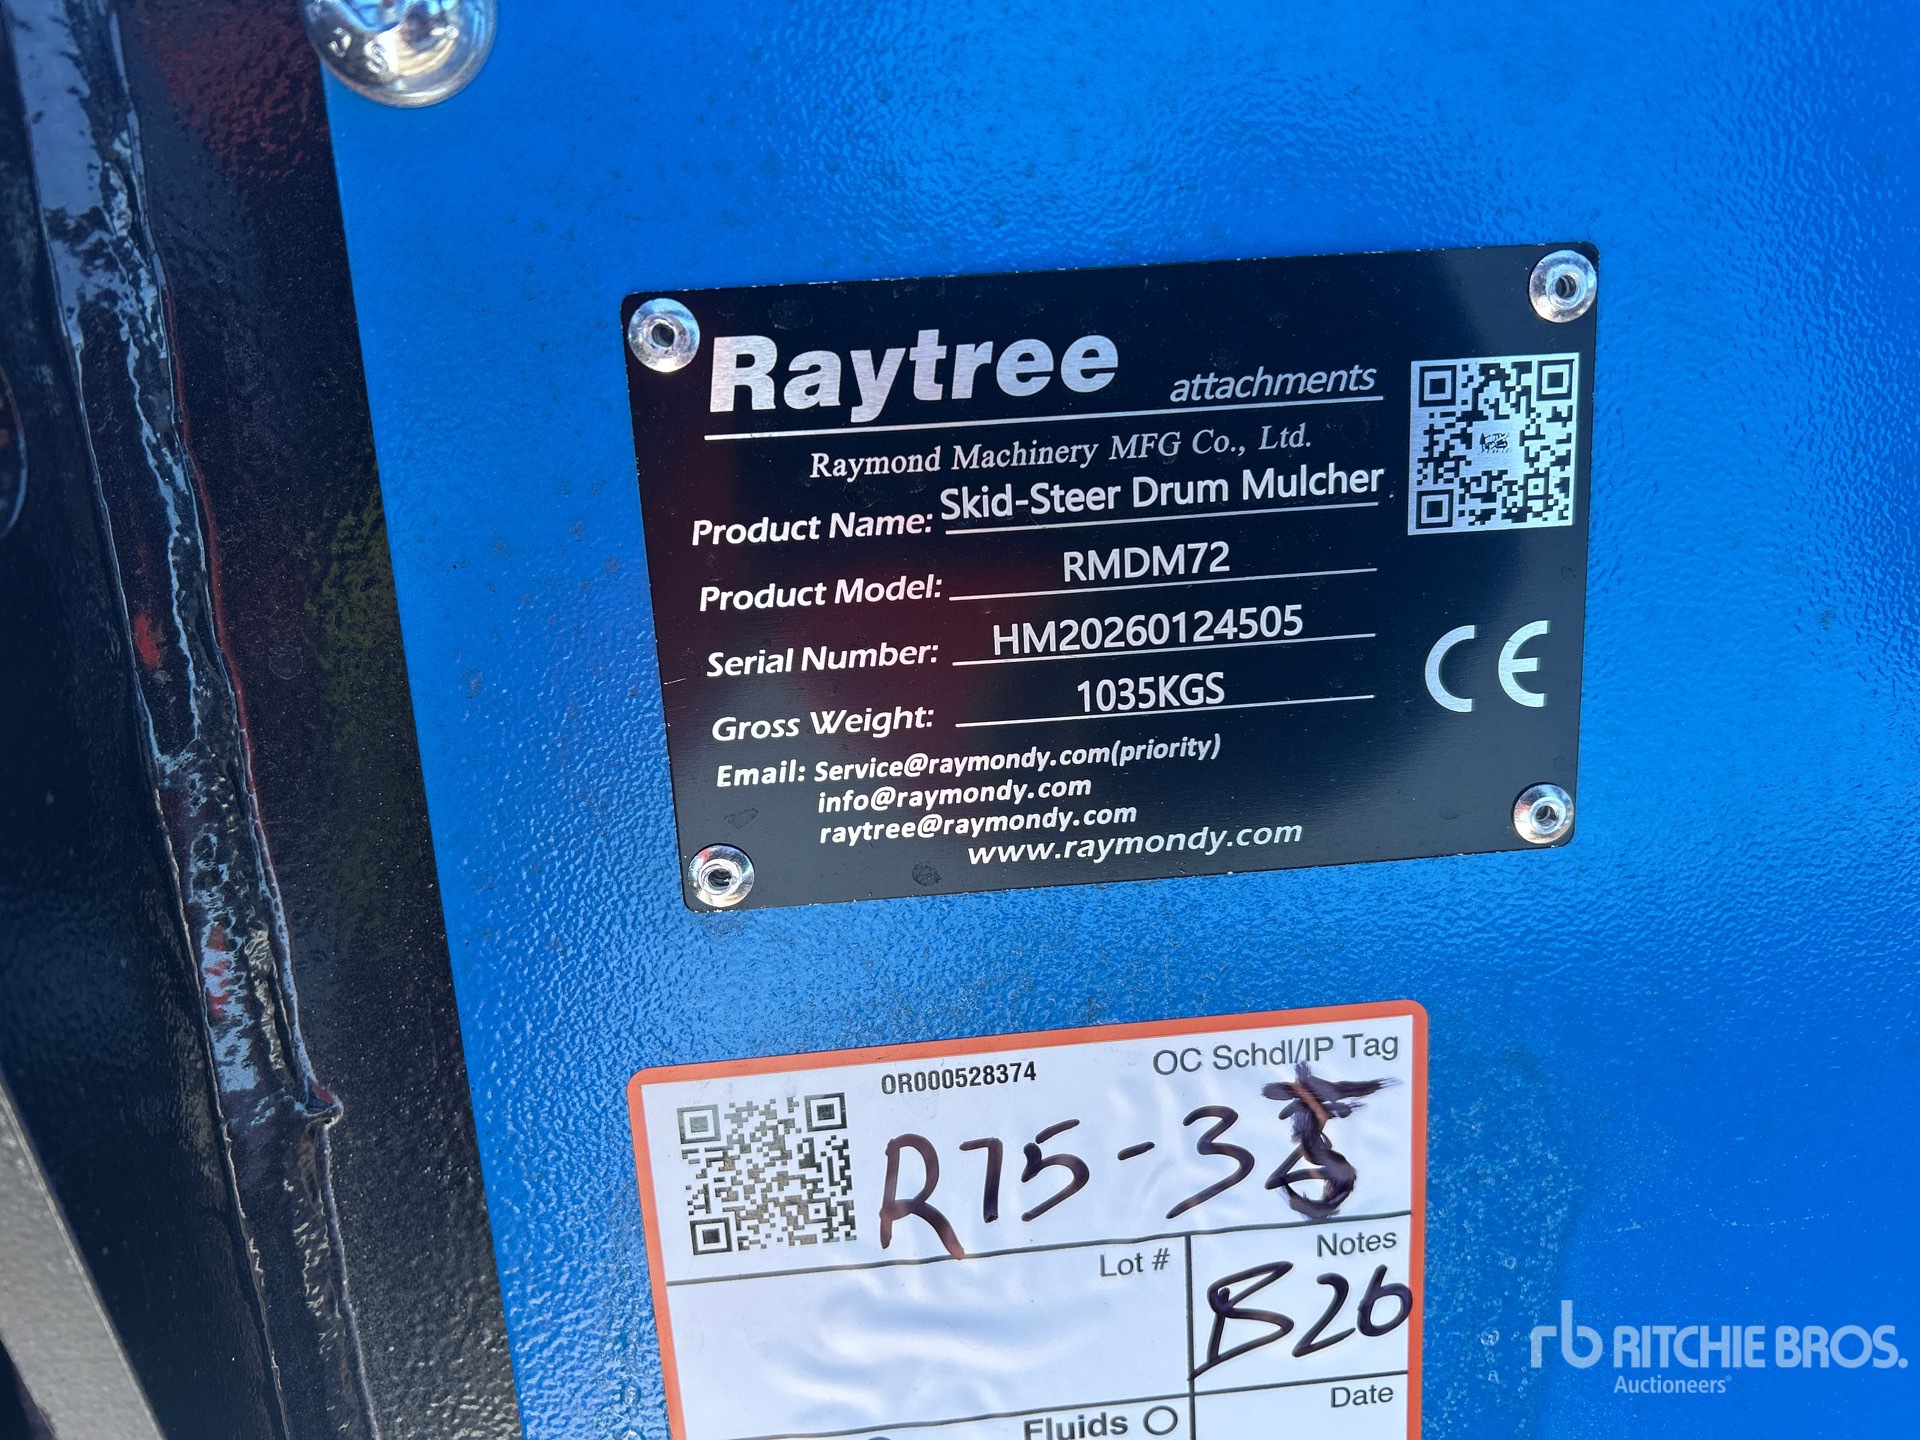 Raytree attachments
Raymond Machinery MFG Co., Ltd.
Product Name: Skid-Steer Drum Mulcher
Product Model: RMDM72
Serial Number: HM20260124505
Gross Weight: 1035KGS
CE
Email: Service@raymondy.com(priority)
info@raymondy.com
raytree@raymondy.com
www.raymondy.com
OR000528374
OC Schdl/IP Tag
R75-3
Lot #
Notes
B26
Date
Fluids
rb RITCHIE BROS.
Auctioneers